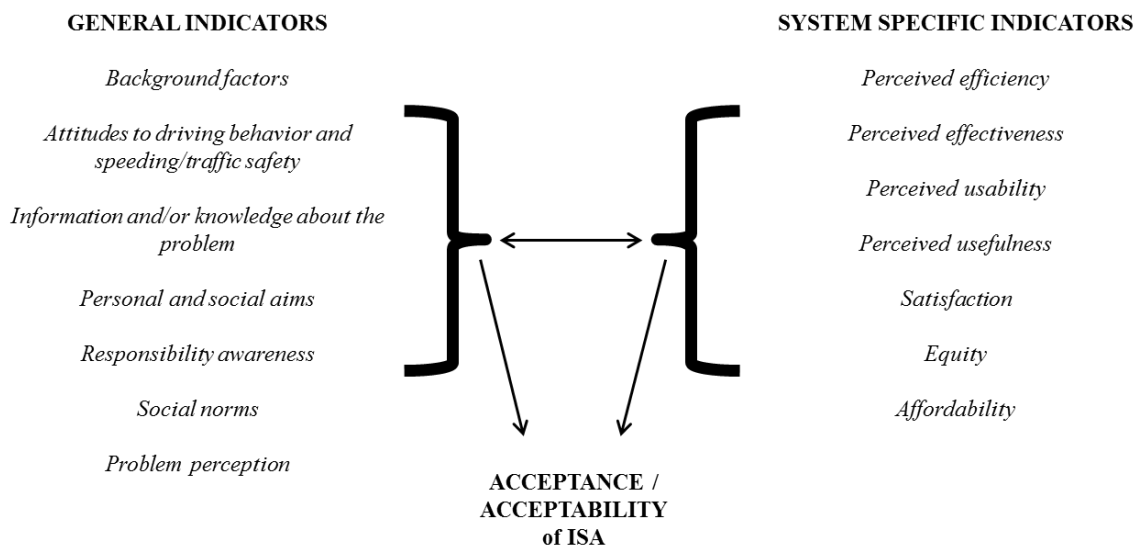 GENERAL INDICATORS
Background factors
Attitudes to driving behavior and
speeding/traffic safety
Information and/or knowledge about the
problem
Personal and social aims
Responsibility awareness
Social norms
Problem perception
SYSTEM SPECIFIC INDICATORS
Perceived efficiency
Perceived effectiveness
Perceived usability
Perceived usefulness
Satisfaction
Equity
Affordability
ACCEPTANCE /
ACCEPTABILITY
of ISA